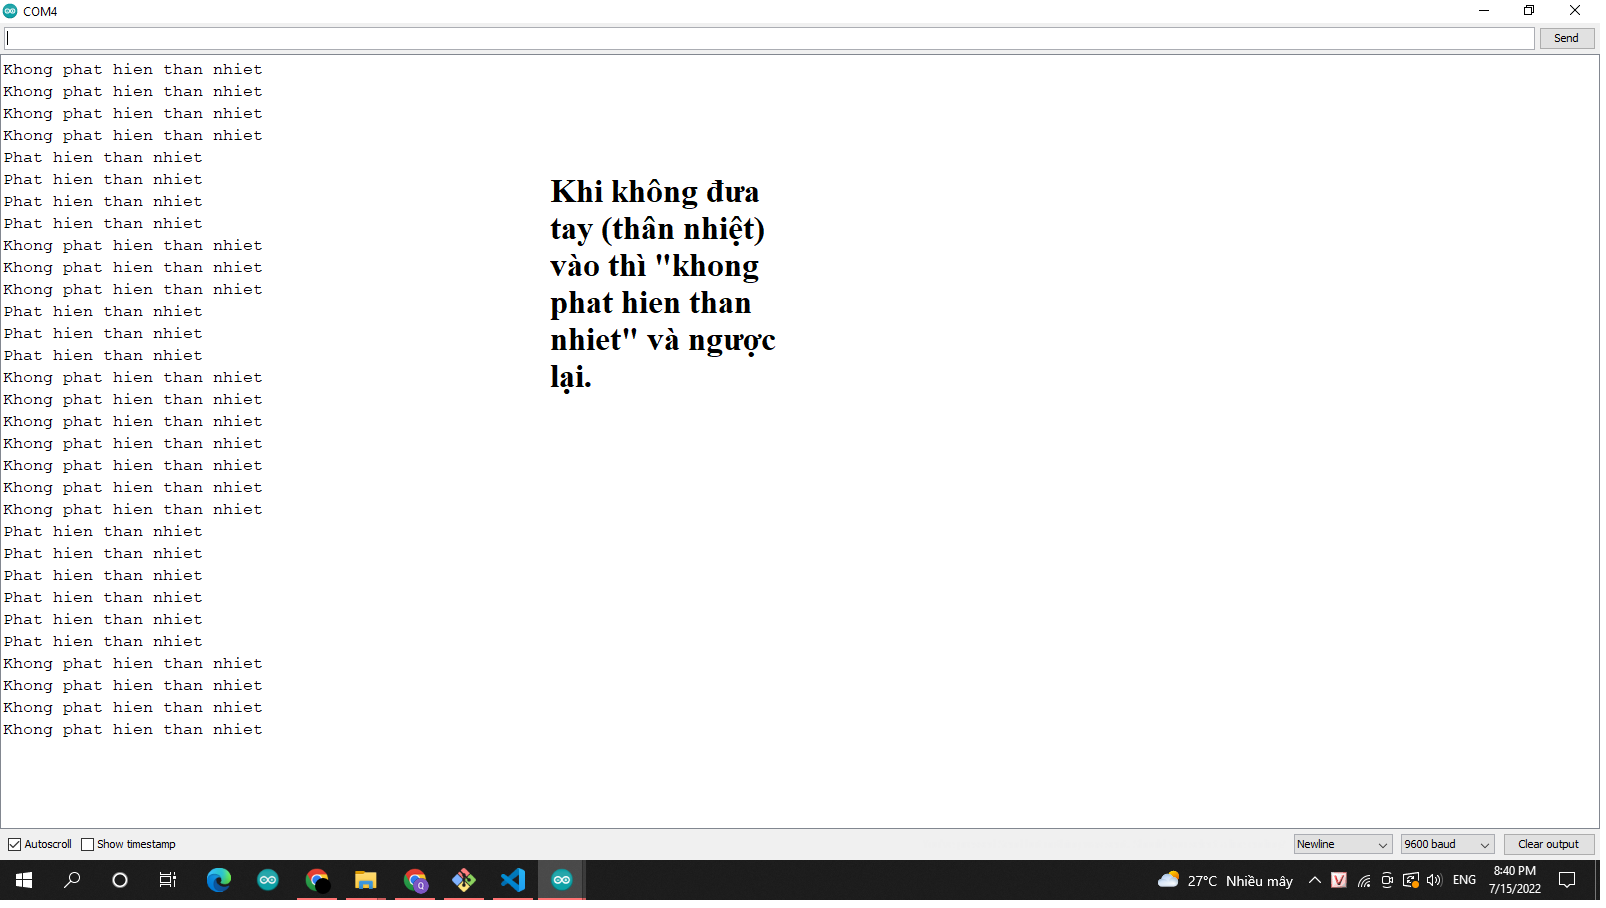 COM4
Send
Khong phat hien than nhiet
Khong phat hien than nhiet
Khong phat hien than nhiet
Khong phat hien than nhiet
Phat hien than nhiet
Phat hien than nhiet
Phat hien than nhiet
Phat hien than nhiet
Khong phat hien than nhiet
Khong phat hien than nhiet
Khong phat hien than nhiet
Phat hien than nhiet
Phat hien than nhiet
Phat hien than nhiet
Khong phat hien than nhiet
Khong phat hien than nhiet
Khong phat hien than nhiet
Khong phat hien than nhiet
Khong phat hien than nhiet
Khong phat hien than nhiet
Khong phat hien than nhiet
Phat hien than nhiet
Phat hien than nhiet
Phat hien than nhiet
Phat hien than nhiet
Phat hien than nhiet
Phat hien than nhiet
Khong phat hien than nhiet
Khong phat hien than nhiet
Khong phat hien than nhiet
Khong phat hien than nhiet
Khi không đưa
tay (thân nhiệt)
vào thì "khong
phat hien than
nhiet" và ngược
lại.
Autoscroll Show timestamp
Newline 9600 baud Clear output
27°C Nhiều mây V ENG
8:40 PM
7/15/2022